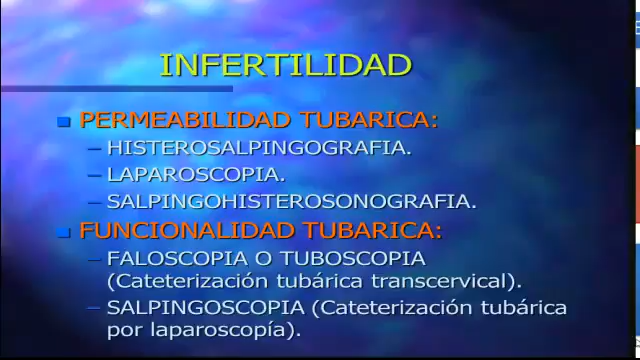 INFERTILIDAD
PERMEABILIDAD TUBARICA:
– HISTEROSALPINGOGRAFIA.
– LAPAROSCOPIA.
– SALPINGOHISTEROSONOGRAFIA.
FUNCIONALIDAD TUBARICA:
– FALOSCOPIA O TUBOSCOPIA
(Cateterización tubárica transcervical).
– SALPINGOSCOPIA (Cateterización tubárica
por laparoscopía).